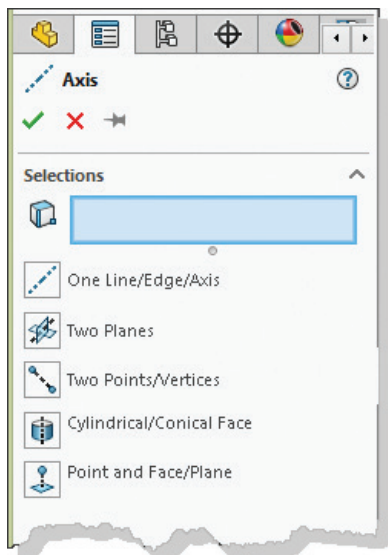 Axis
Selections
One Line/Edge/Axis
Two Planes
Two Points/Vertices
Cylindrical/Conical Face
Point and Face/Plane